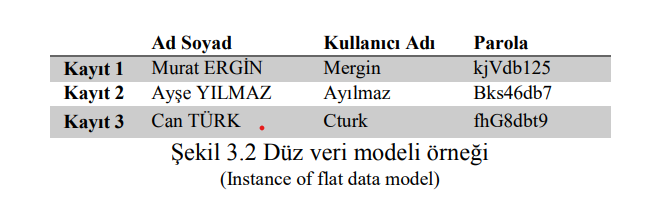 Ad Soyad Kullanıcı Adı Parola
Kayıt 1 Murat ERGİN Mergin kjVdb125
Kayıt 2 Ayşe YILMAZ Ayılmaz Bks46db7
Kayıt 3 Can TÜRK Cturk fhG8dbt9
Şekil 3.2 Düz veri modeli örneği
(Instance of flat data model)